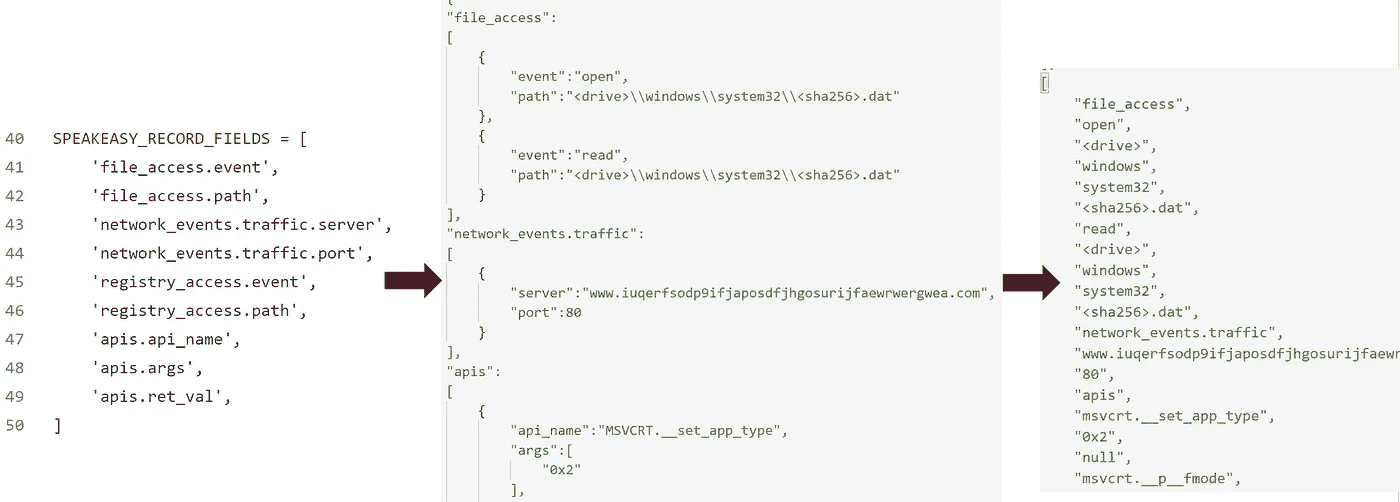 40 SPEAKEASY_RECORD_FIELDS = [
41 'file_access.event',
42 'file_access.path',
43 'network_events.traffic.server',
44 'network_events.traffic.port',
45 'registry_access.event',
46 'registry_access.path',
47 'apis.api_name',
48 'apis.args',
49 'apis.ret_val',
50 ]
"file_access":
[
{
"event":"open",
"path":"<drive>\\windows\\system32\\<sha256>.dat"
},
{
"event":"read",
"path":"<drive>\\windows\\system32\\<sha256>.dat"
}
],
"network_events.traffic":
[
{
"server":"www.iuqerfsodp9ifjaposdfjhgosurijfaewrwergwea.com",
"port":80
}
],
"apis":
[
{
"api_name":"MSVCRT.__set_app_type",
"args":[
"0x2"
],
[
"file_access",
"open",
"<drive>",
"windows",
"system32",
"<sha256>.dat",
"read",
"<drive>",
"windows",
"system32",
"<sha256>.dat",
"network_events.traffic",
"www.iuqerfsodp9ifjaposdfjhgosurijfaewr
"80",
"apis",
"msvcrt.__set_app_type",
"0x2",
"null",
"msvcrt.__p__fmode",